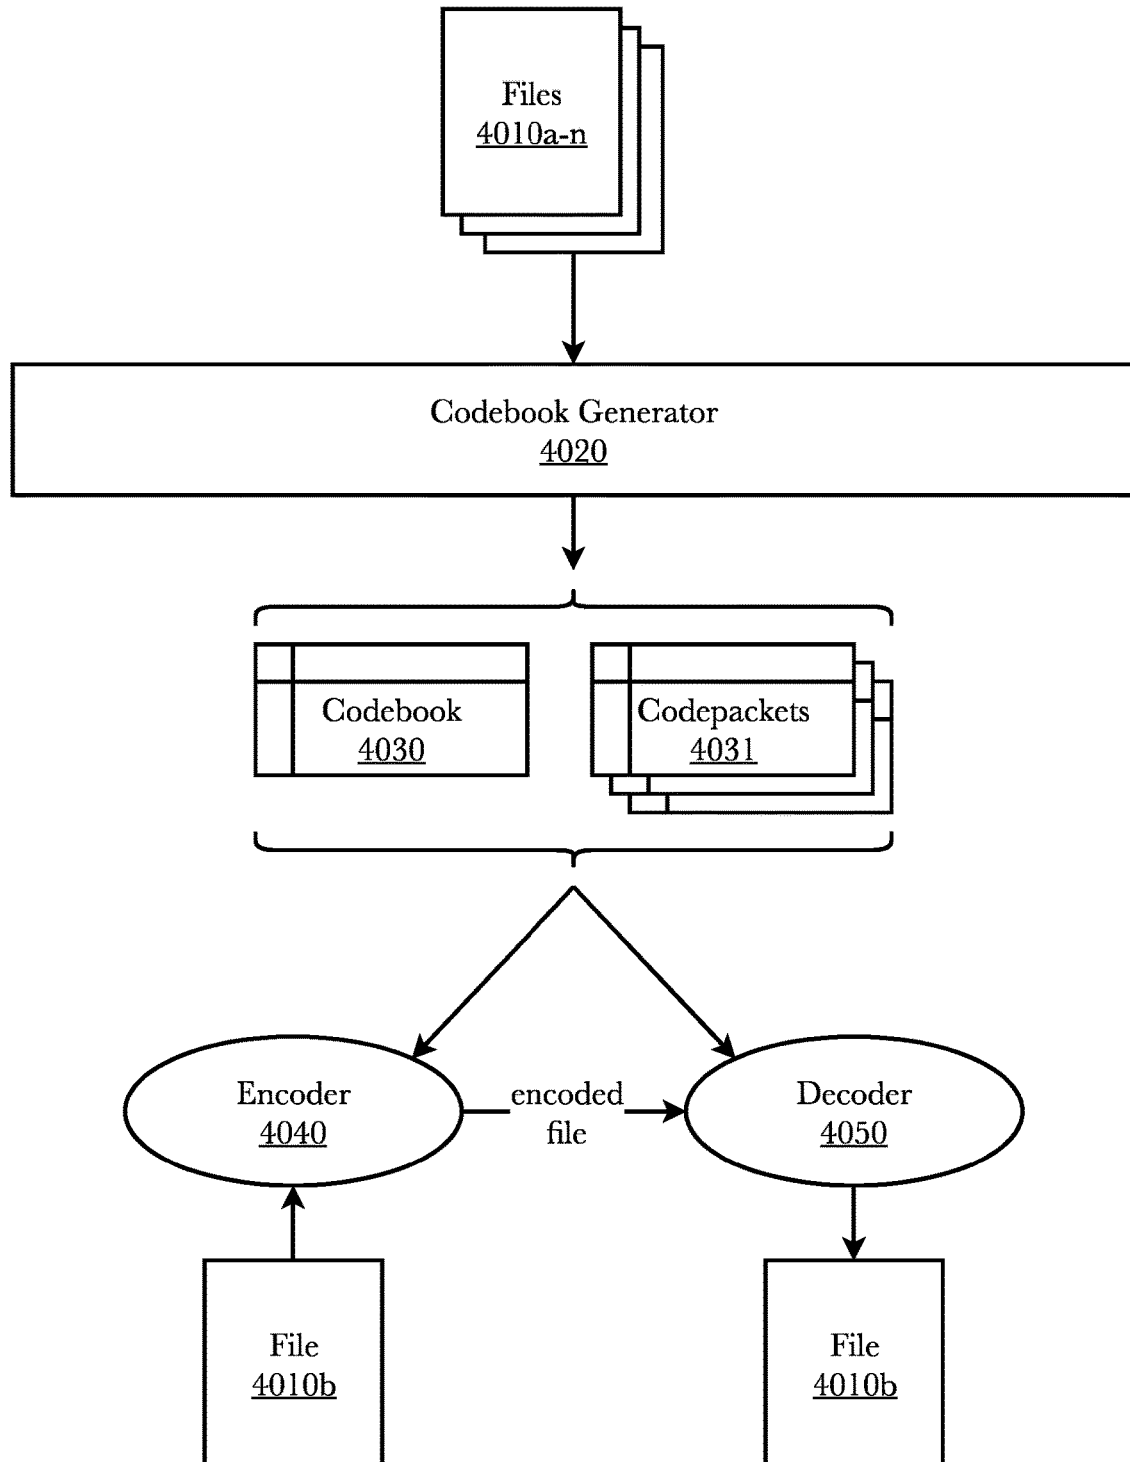 Files
4010a-n
Codebook Generator
4020
Codebook
4030
Codepackets
4031
Encoder
4040
encoded
file
Decoder
4050
File
4010b
File
4010b